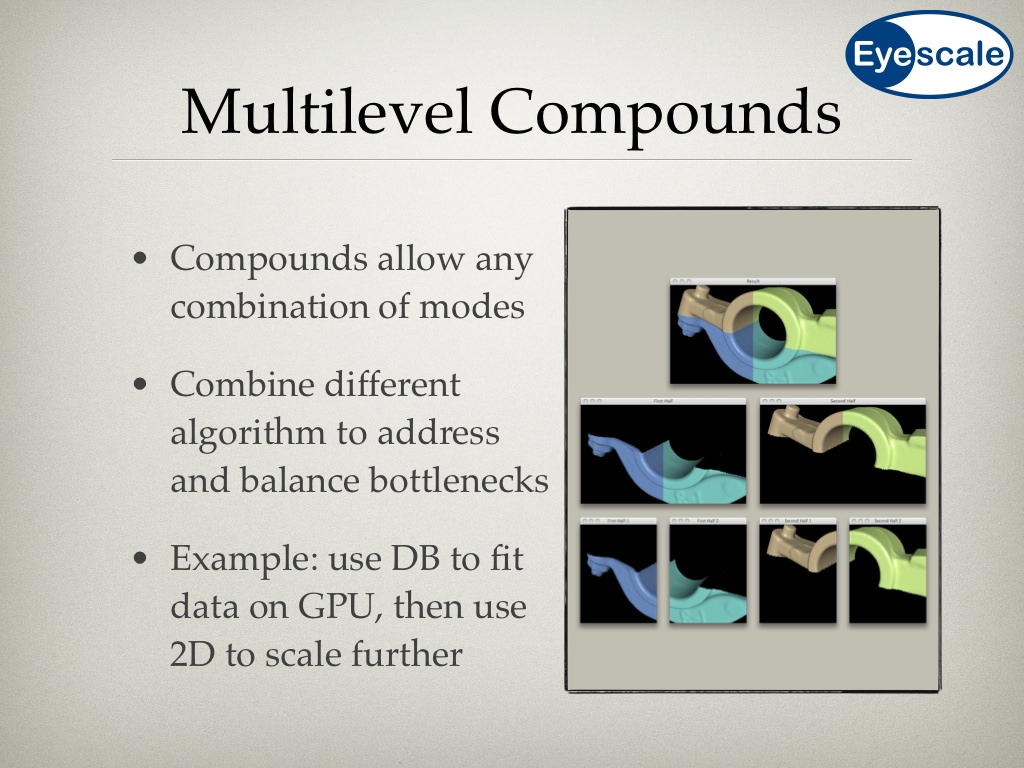 Eyescale
Multilevel Compounds
• Compounds allow any
combination of modes
• Combine different
algorithm to address
and balance bottlenecks
• Example: use DB to fit
data on GPU, then use
2D to scale further
Result
First Half
Second Half
First Half 1
First Half 2
Second Half 1
Second Half 2